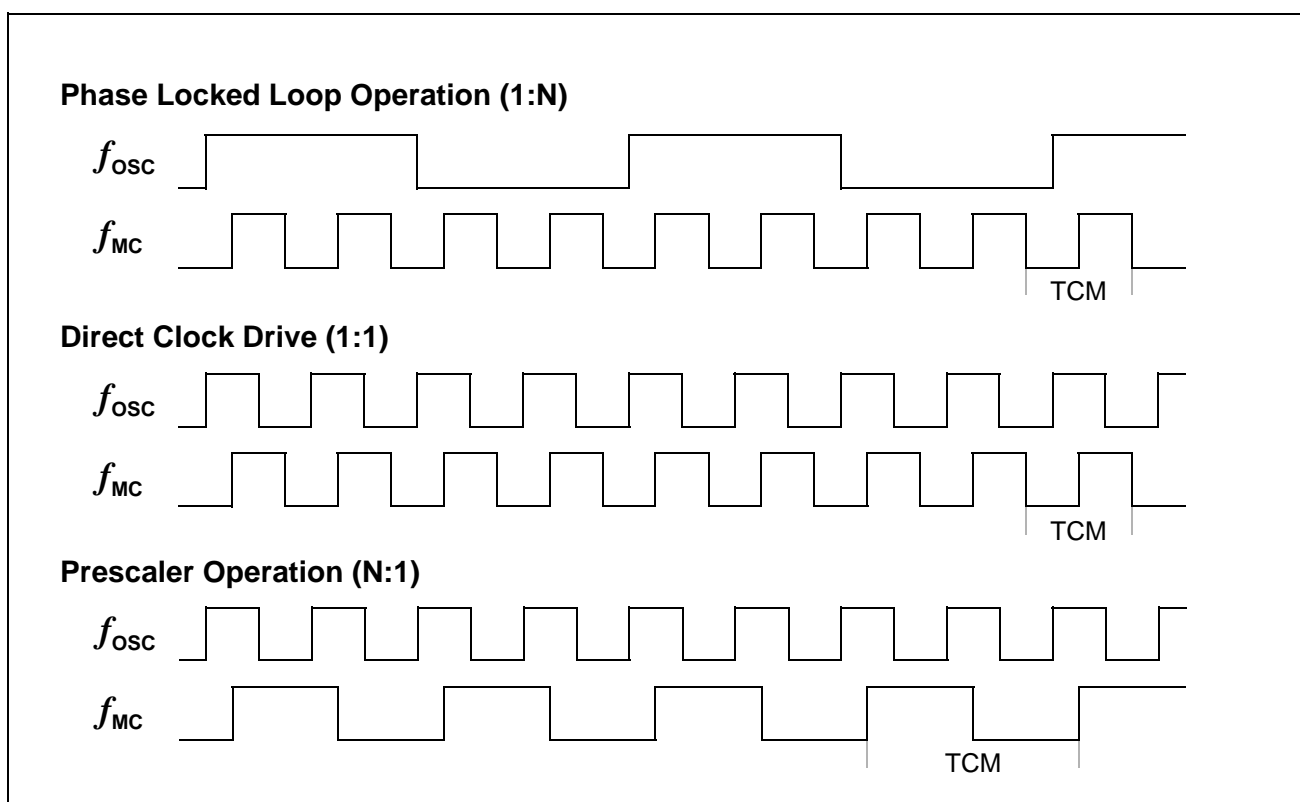 Phase Locked Loop Operation (1:N)
fOSC
fMC
TCM
Direct Clock Drive (1:1)
fOSC
fMC
TCM
Prescaler Operation (N:1)
fOSC
fMC
TCM